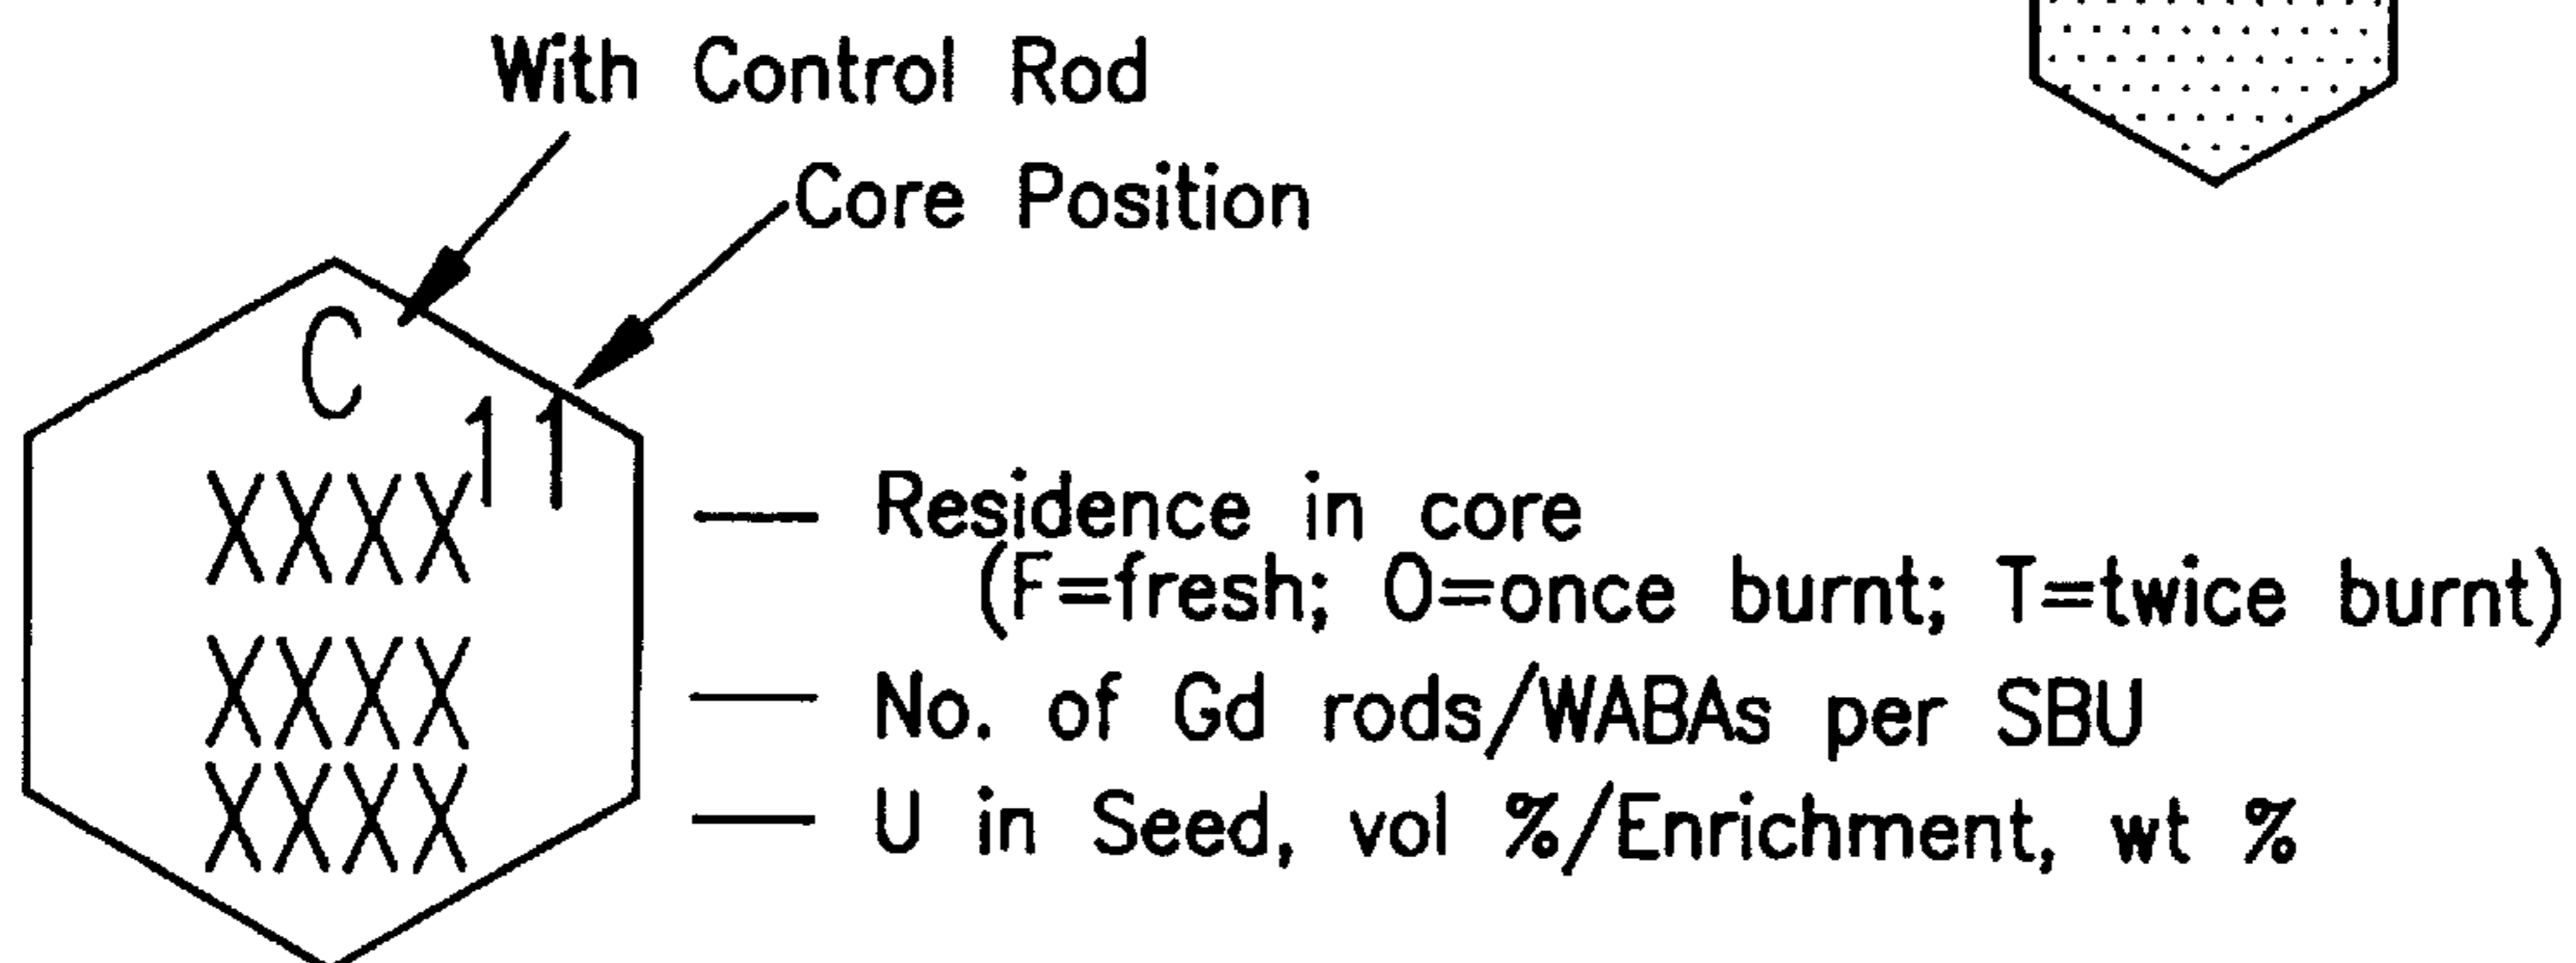 With Control Rod
Core Position
C
11
XXXX
Residence in core
(F=fresh; O=once burnt; T=twice burnt)
XXXX
No. of Gd rods/WABAs per SBU
XXXX
U in Seed, vol %/Enrichment, wt %